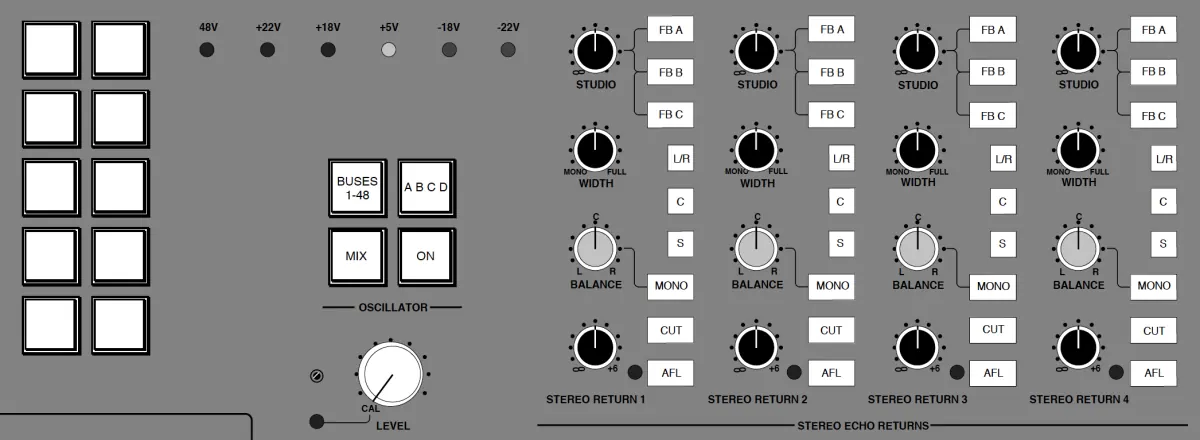 48V +22V +18V +5V -18V -22V
BUSES
1-48
A B C D
MIX
ON
OSCILLATOR
CAL
LEVEL
FB A
FB B
STUDIO
FB C
L/R
MONO FULL
WIDTH
C
C
S
L R
BALANCE
MONO
CUT
∞ +6
AFL
STEREO RETURN 1
FB A
∞
FB B
STUDIO
FB C
L/R
MONO FULL
WIDTH
C
C
S
L R
BALANCE
MONO
CUT
∞ +6
AFL
STEREO RETURN 2
FB A
∞
FB B
STUDIO
FB C
L/R
MONO FULL
WIDTH
C
C
S
L R
BALANCE
MONO
CUT
∞ +6
AFL
STEREO RETURN 3
FB A
∞
FB B
STUDIO
FB C
L/R
MONO FULL
WIDTH
C
C
S
L R
BALANCE
MONO
CUT
∞ +6
AFL
STEREO RETURN 4
STEREO ECHO RETURNS